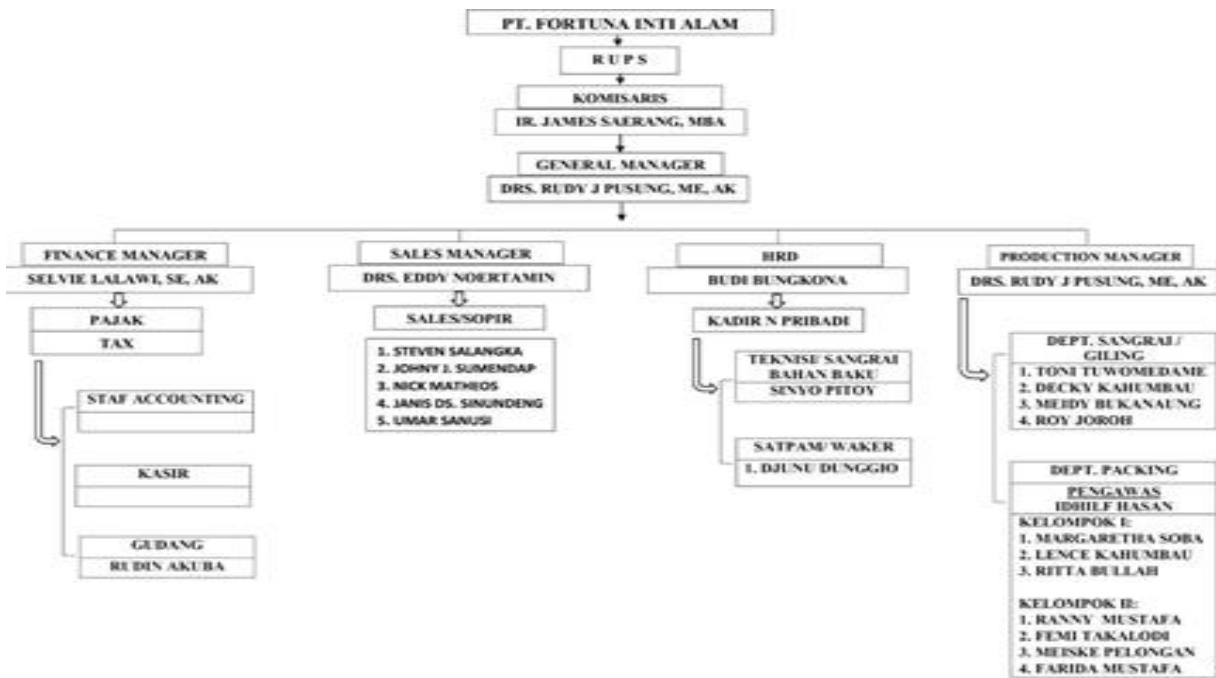 PT. FORTUNA INTI ALAM
R U P S
KOMISARIS
IR. JAMES SAERANG, MBA
GENERAL MANAGER
DRS. RUDY J PUSUNG, ME, AK
FINANCE MANAGER
SELVIE LALAWI, SE, AK
PAJAK
TAX
STAF ACCOUNTING
KASIR
GUDANG
RUDIN AKUBA
SALES MANAGER
DRS. EDDY NOERTAMIN
SALES/SOPIR
1. STEVEN SALANGKA
2. JOHNY J. SUMENDAP
3. NICK MATHEOS
4. JANIS DS. SINUNDENG
5. UMAR SANUSI
HRD
BUDI BUNGKONA
KADIR N PRIBADI
TEKNISI/ SANGRAI
BAHAN BAKU
SINYO PITOY
SATPAM/ WAKER
1. DJUNU DUNGGIO
PRODUCTION MANAGER
DRS. RUDY J PUSUNG, ME, AK
DEPT. SANGRAI /
GILING
1. TONI TUWOMEDAME
2. DECKY KAHUMBAU
3. MEIDY BUKANAUNG
4. ROY JOROH
DEPT. PACKING
PENGAWAS
IDHILF HASAN
KELOMPOK I:
1. MARGARETHA SOBA
2. LENCE KAHUMBAU
3. RITTA BULLAH
KELOMPOK II:
1. RANNY MUSTAFA
2. FEMI TAKALODI
3. MEISKE PELONGAN
4. FARIDA MUSTAFA